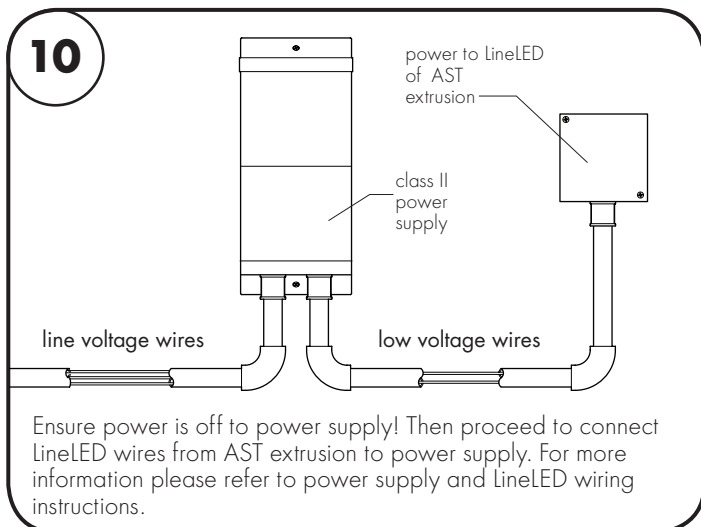 10
power to LineLED
of AST
extrusion
class II
power
supply
line voltage wires
low voltage wires
Ensure power is off to power supply! Then proceed to connect
LineLED wires from AST extrusion to power supply. For more
information please refer to power supply and LineLED wiring
instructions.